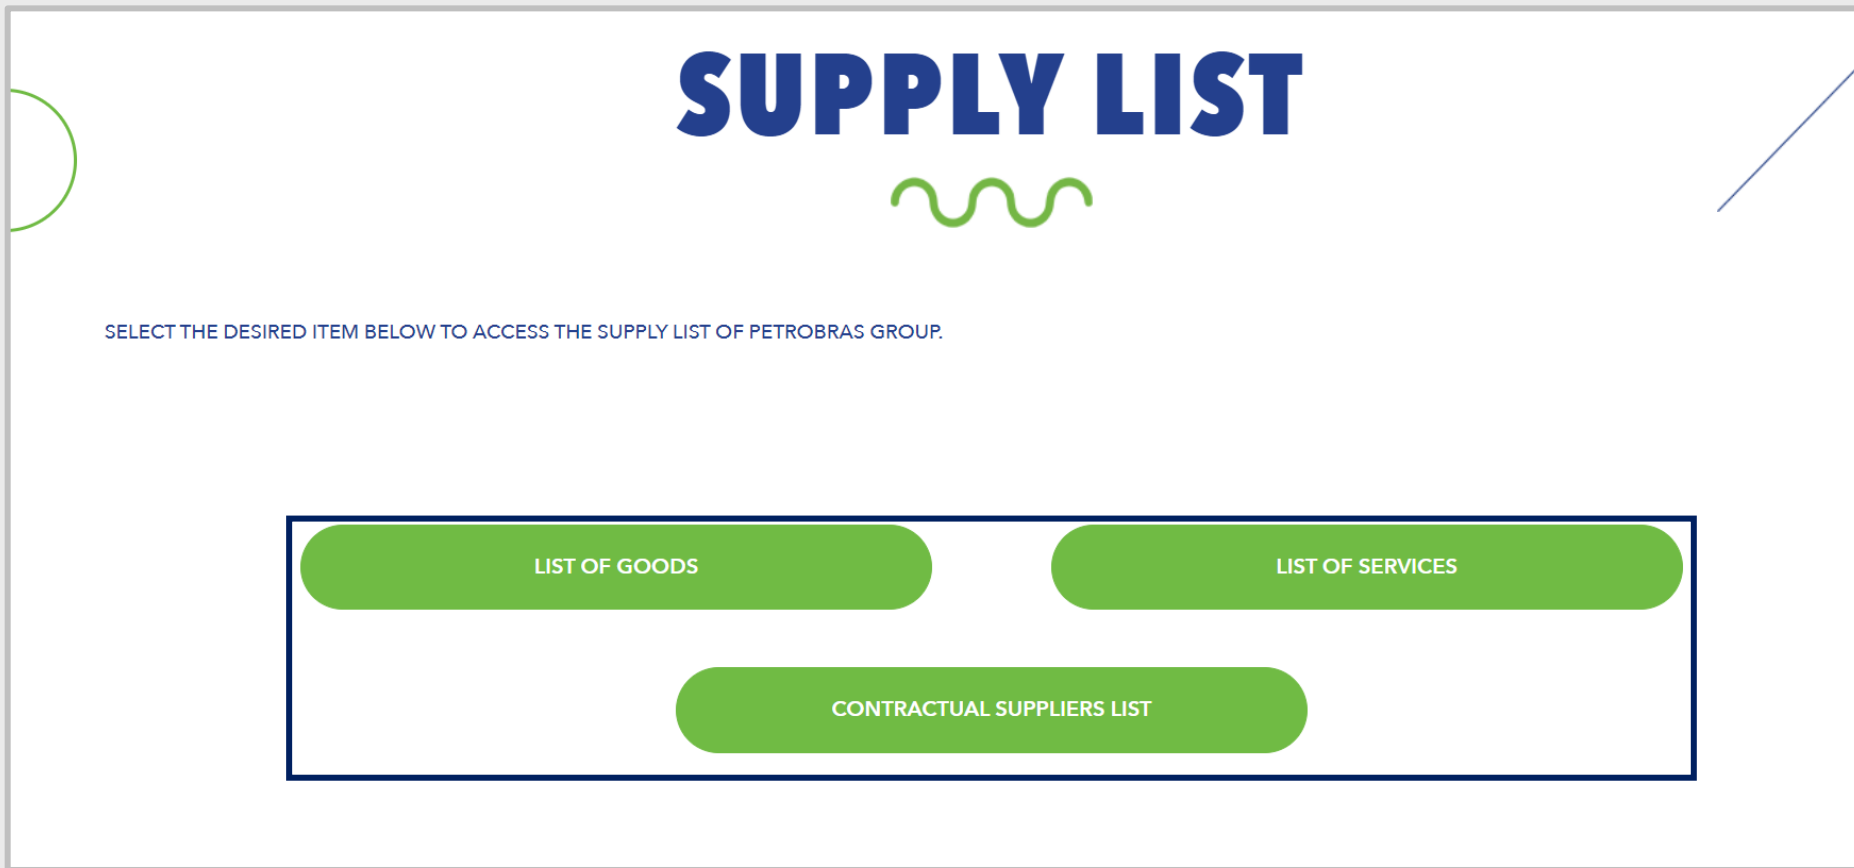 SUPPLY LIST
SELECT THE DESIRED ITEM BELOW TO ACCESS THE SUPPLY LIST OF PETROBRAS GROUP.
LIST OF GOODS
LIST OF SERVICES
CONTRACTUAL SUPPLIERS LIST